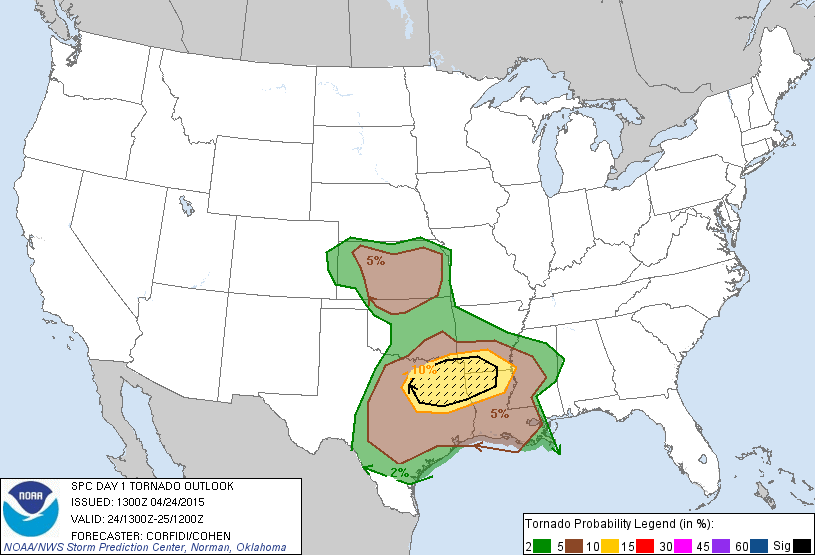 5%
10%
5%
2%
NOAA
SPC DAY 1 TORNADO OUTLOOK
ISSUED: 1300Z 04/24/2015
VALID: 24/1300Z-25/1200Z
FORECASTER: CORFIDI/COHEN
NOAA/NWS Storm Prediction Center, Norman, Oklahoma
Tornado Probability Legend (in %):
2 5 10 15 30 45 60 Sig